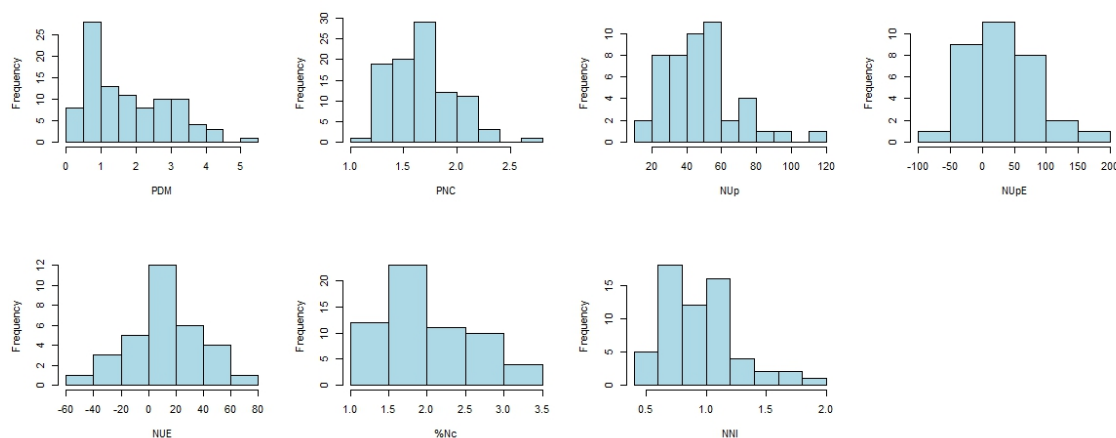 Frequency
0 5 10 15 20 25
0 1 2 3 4 5
PDM
Frequency
0 5 10 15 20 30
1.0 1.5 2.0 2.5
PNC
Frequency
0 2 4 6 8 10
20 40 60 80 100 120
NUp
Frequency
0 2 4 6 8 10
-100 -50 0 50 100 150 200
NUpE
Frequency
0 2 4 6 8 10 12
-60 -40 -20 0 20 40 60 80
NUE
Frequency
0 5 10 15 20
1.0 1.5 2.0 2.5 3.0 3.5
%Nc
Frequency
0 5 10 15
0.5 1.0 1.5 2.0
NNI